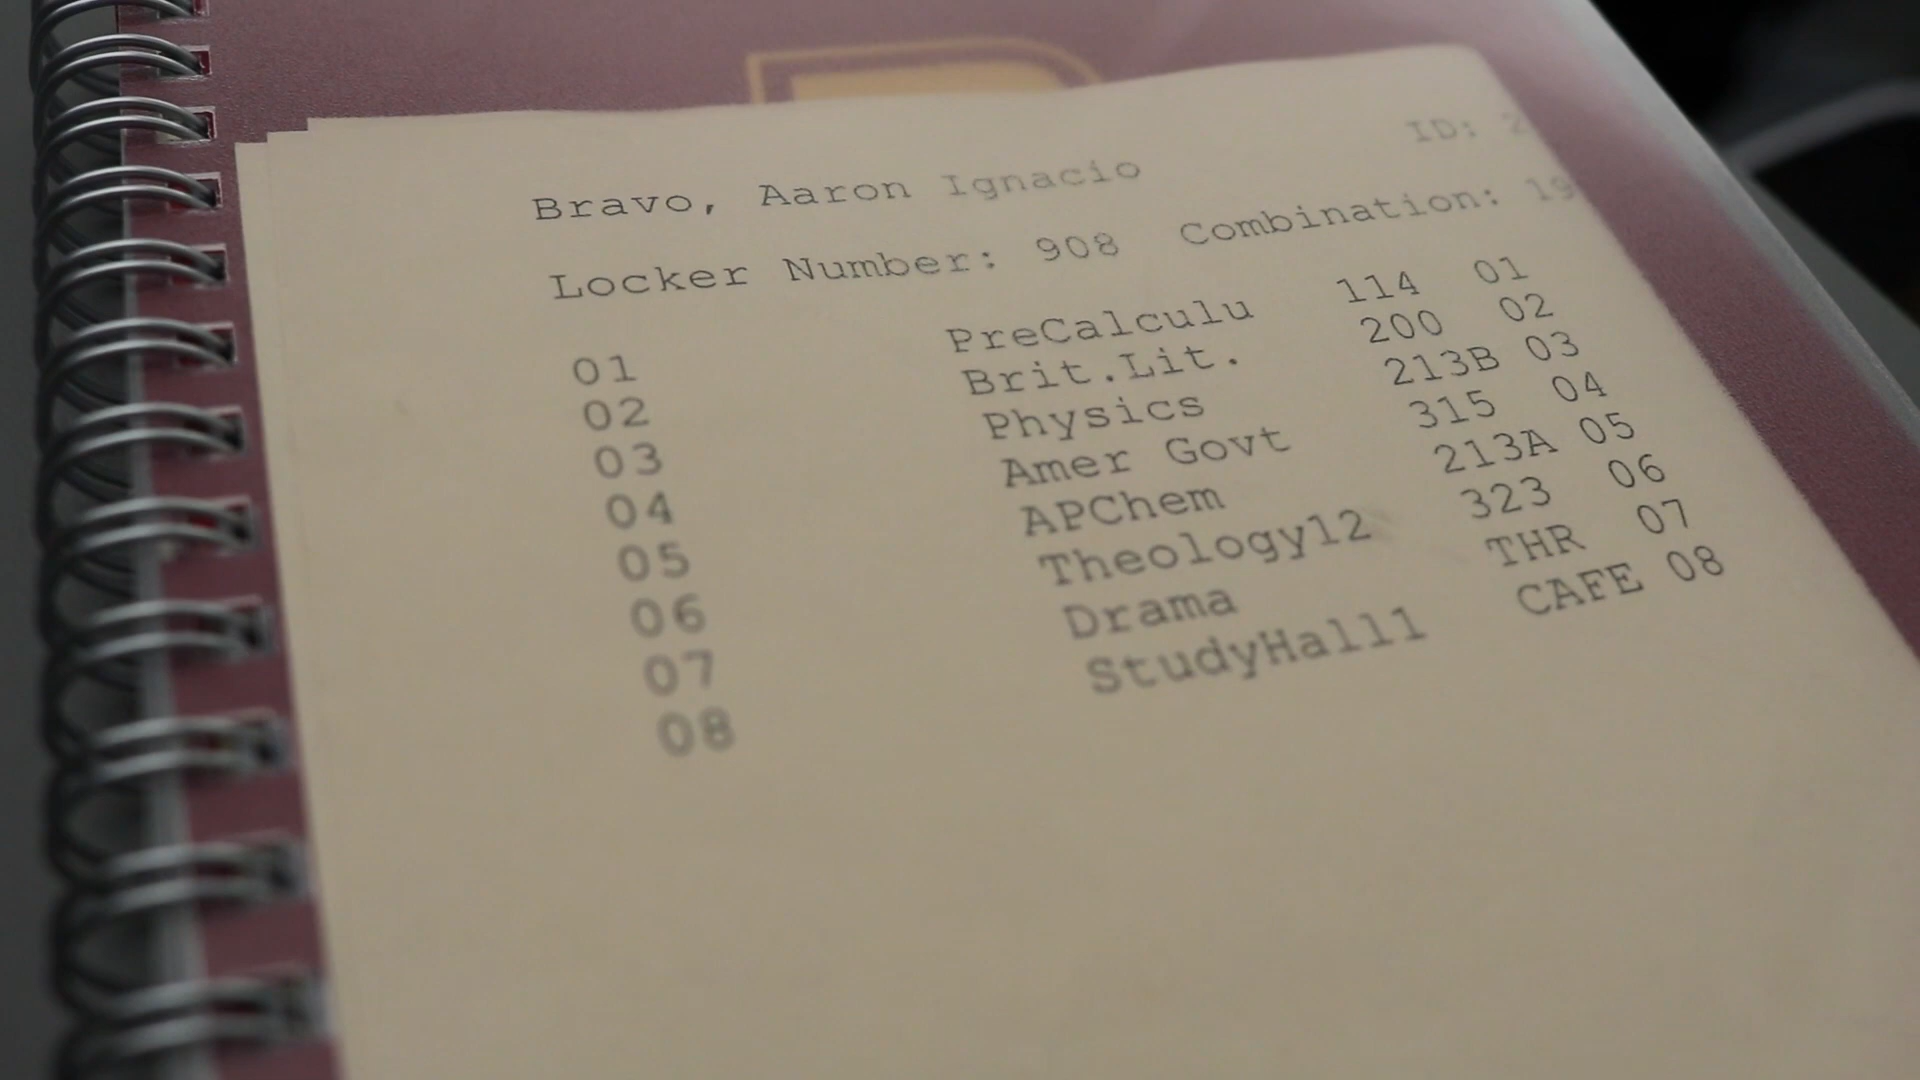 ID: 2
Bravo, Aaron Ignacio
Locker Number: 908 Combination: 19
01 PreCalculu 114 01
02 Brit.Lit. 200 02
03 Physics 213B 03
04 Amer Govt 315 04
05 APChem 213A 05
06 Theology12 323 06
07 Drama THR 07
08 StudyHall1 CAFE 08